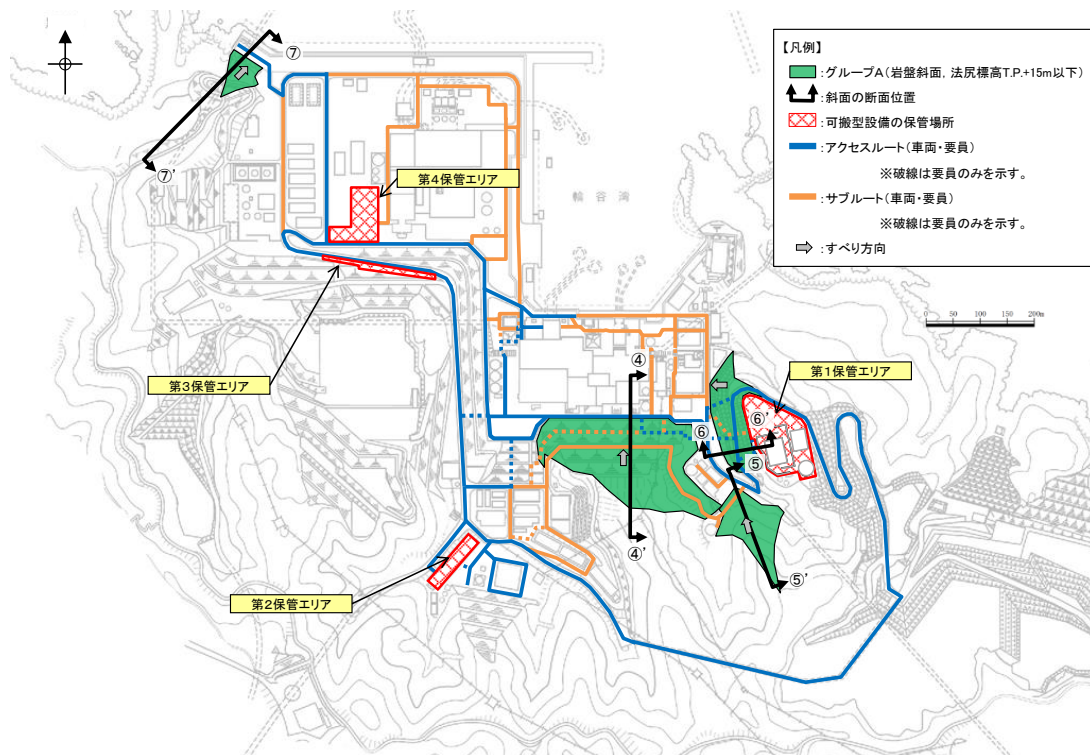 【凡例】
:グループA(岩盤斜面, 法尻標高T.P.+15m以下)
:斜面の断面位置
:可搬型設備の保管場所
:アクセスルート(車両・要員)
※破線は要員のみを示す。
:サブルート(車両・要員)
※破線は要員のみを示す。
:すべり方向
0 50 100 150 200m
⑦
⑦'
第4保管エリア
輪谷湾
第3保管エリア
④
第1保管エリア
⑥
⑥'
⑤
④'
⑤'
第2保管エリア